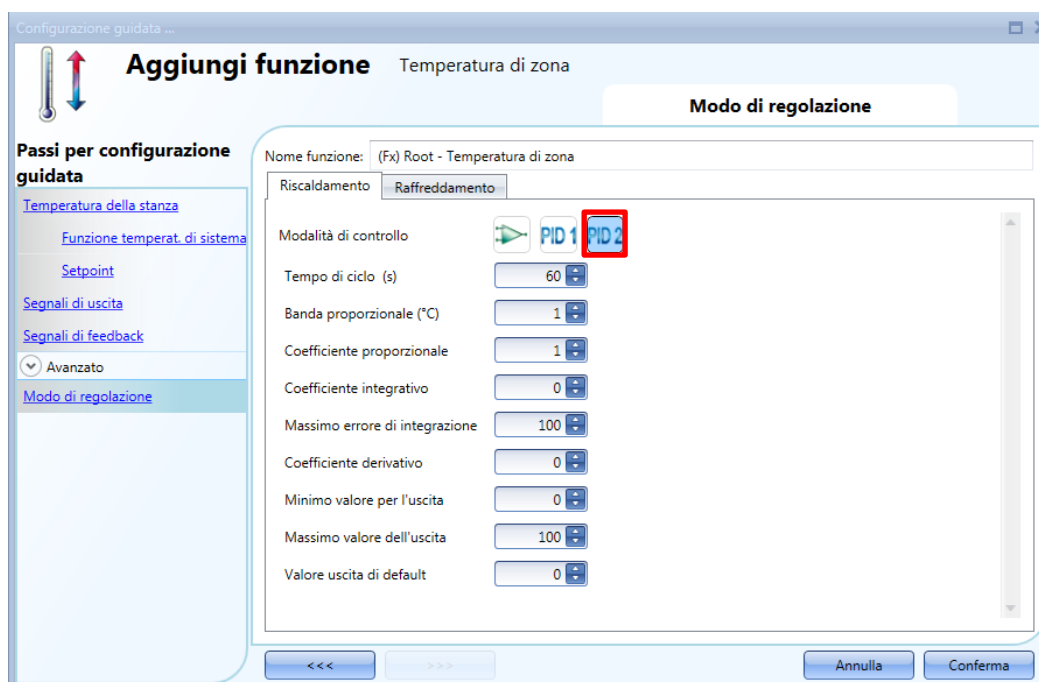 Configurazione guidata ...
Aggiungi funzione Temperatura di zona
Modo di regolazione
Passi per configurazione
guidata
Temperatura della stanza
Funzione temperat. di sistema
Setpoint
Segnali di uscita
Segnali di feedback
Avanzato
Modo di regolazione
Nome funzione: (Fx) Root - Temperatura di zona
Riscaldamento Raffreddamento
Modalità di controllo PID 1 PID 2
Tempo di ciclo (s) 60
Banda proporzionale (°C) 1
Coefficiente proporzionale 1
Coefficiente integrativo 0
Massimo errore di integrazione 100
Coefficiente derivativo 0
Minimo valore per l'uscita 0
Massimo valore dell'uscita 100
Valore uscita di default 0
<<< >>> Annulla Conferma